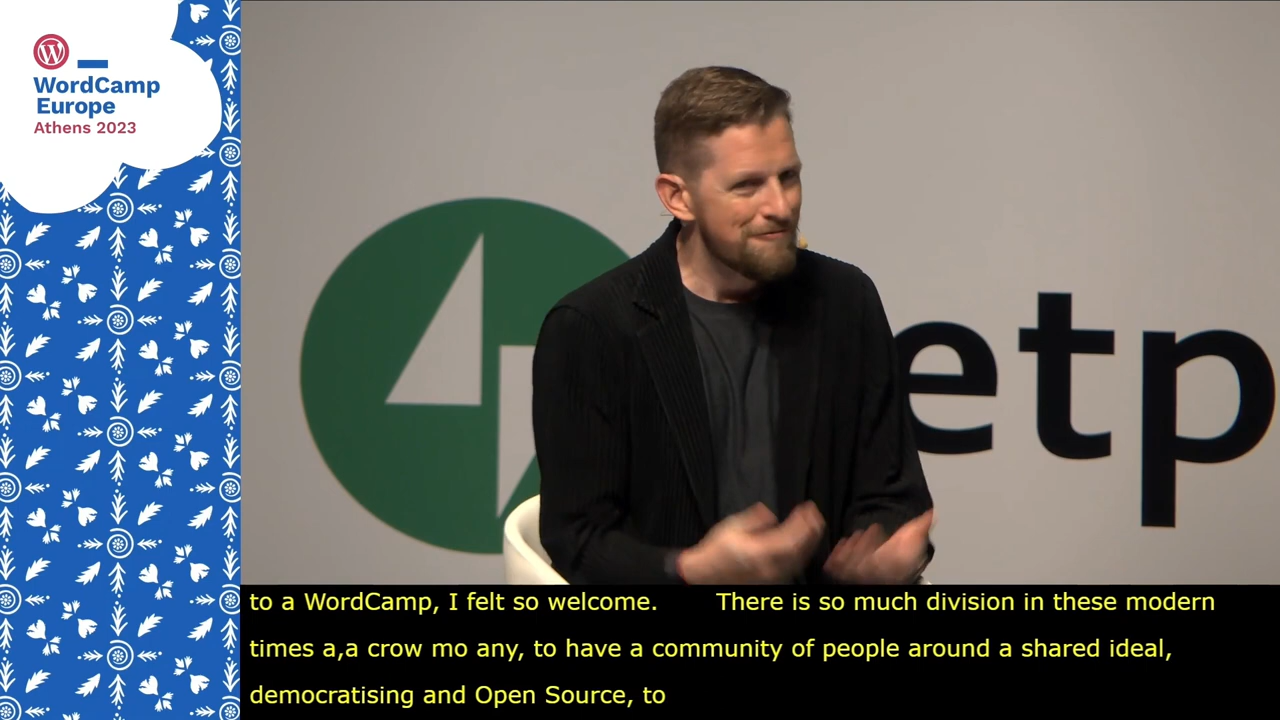 WordCamp
Europe
Athens 2023
etp
to a WordCamp, I felt so welcome. There is so much division in these modern
times a,a crow mo any, to have a community of people around a shared ideal,
democratising and Open Source, to